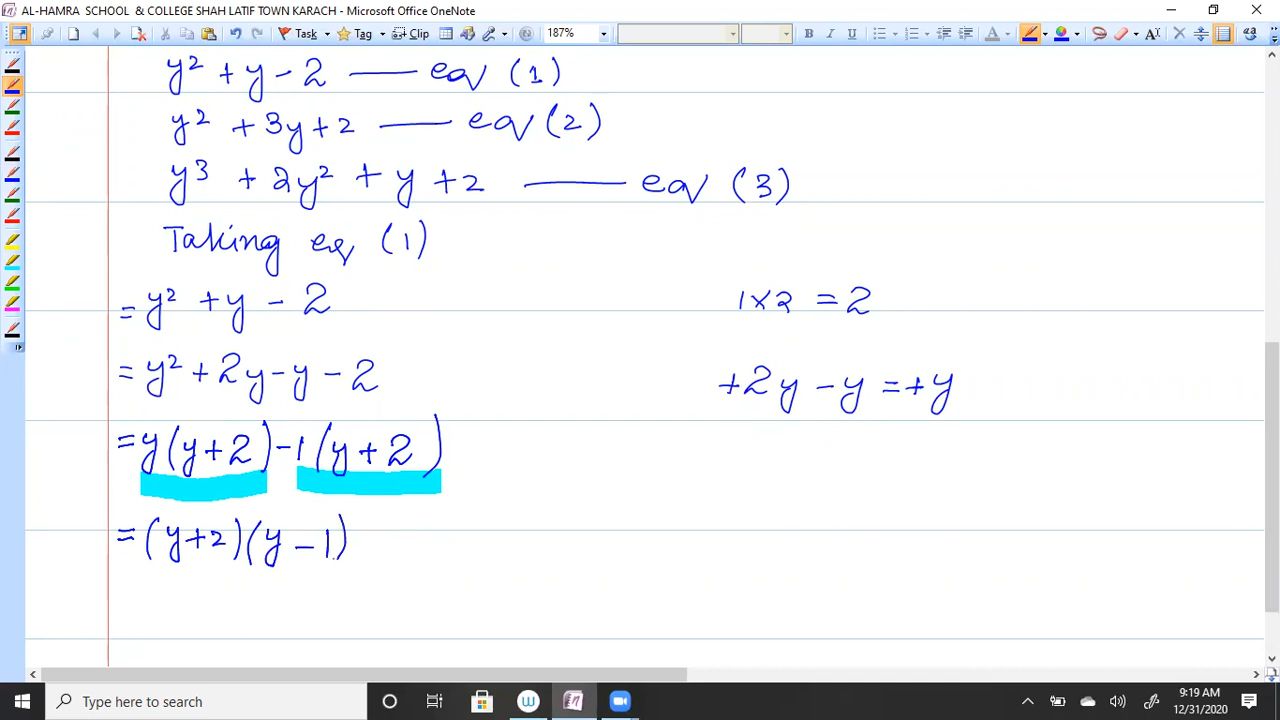 AL-HAMRA SCHOOL & COLLEGE SHAH LATIF TOWN KARACH - Microsoft Office OneNote
Task Tag Clip 187%
y² + y - 2 —— eq (1)
y² + 3y + 2 —— eq (2)
y³ + 2y² + y + 2 —— eq (3)
Taking eq (1)
= y² + y - 2 1 × 2 = 2
= y² + 2y - y - 2 +2y - y = +y
= y(y+2) - 1(y+2)
= (y+2)(y-1)
Type here to search
9:19 AM
12/31/2020